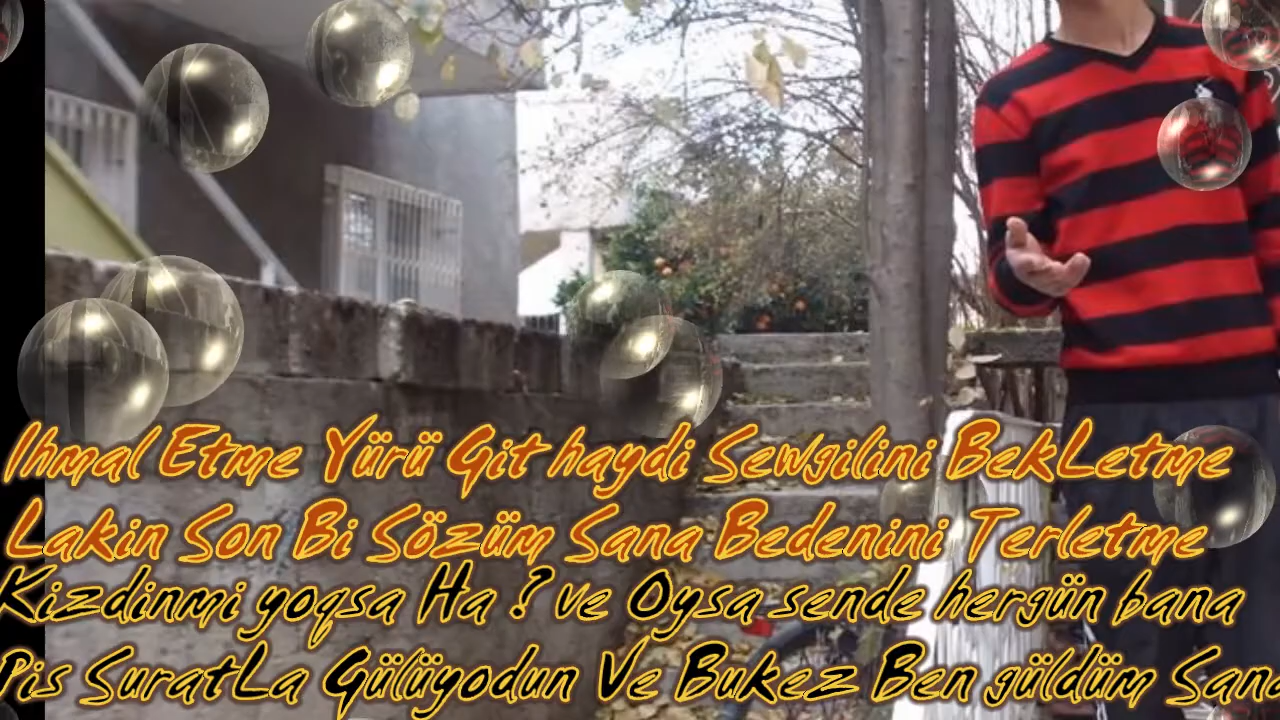 Ihmal Etme Yürü Git haydi Sewgilini BekLetme
Lakin Son Bi Sözüm Sana Bedenini Terletme
Kizdinmi yoqsa Ha ? ve Oysa sende hergün bana
Pis SuratLa Gülüyodun Ve Bukez Ben güldüm Sana